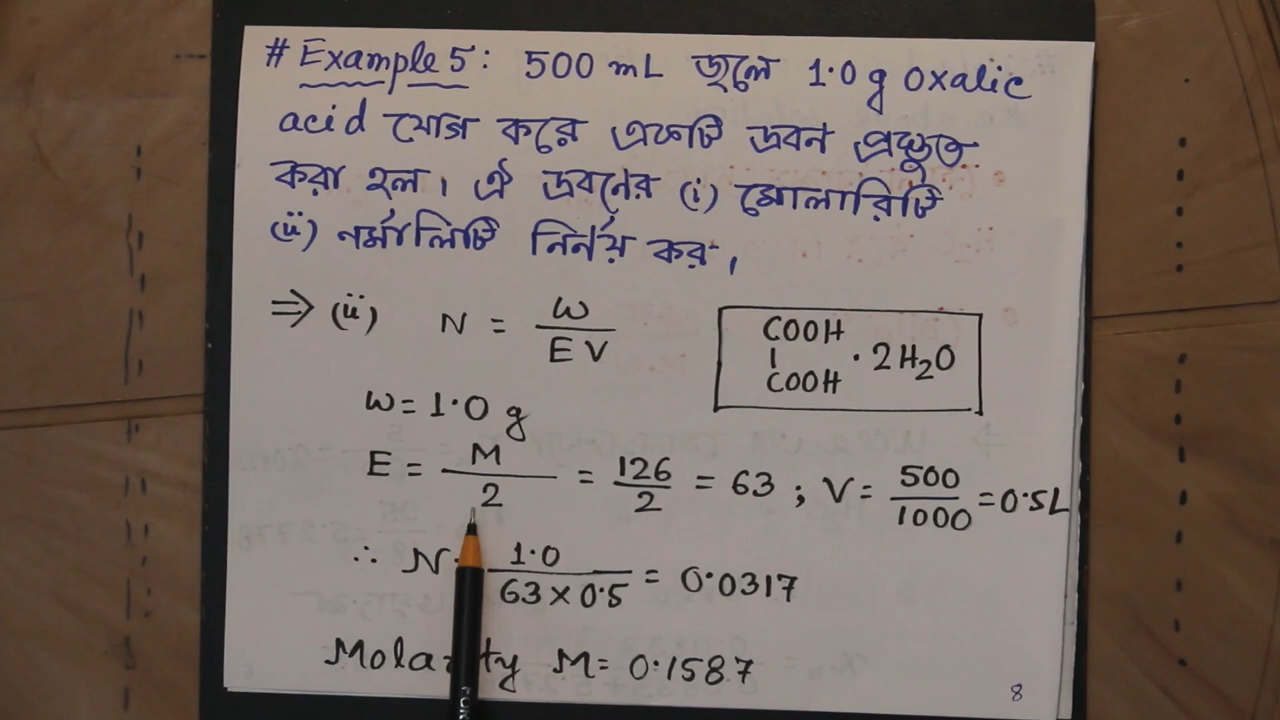 # Example 5: 500 mL জলে 1.0 g oxalic
acid যোগ করে একটি দ্রবন প্রস্তুত
করা হল। ঐ দ্রবনের (i) মোলারিটি
(ii) নর্মালিটি নির্নয় কর।
⇒ (ii) N = W / EV
COOH
| · 2H₂O
COOH
W = 1.0 g
E = M/2 = 126/2 = 63 ; V = 500/1000 = 0.5L
∴ N 1.0 / 63 × 0.5 = 0.0317
M = 0.1587
8